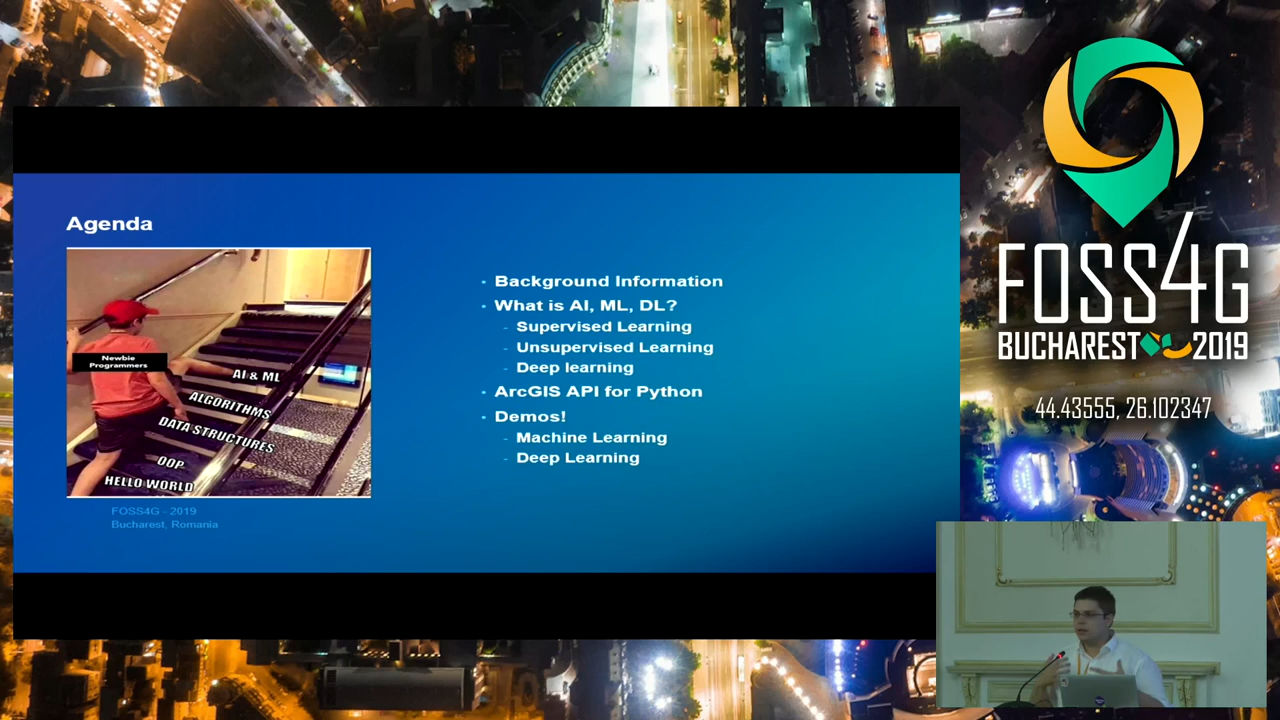 Agenda
Newbie
Programmers
AI & ML
ALGORITHMS
DATA STRUCTURES
OOP
HELLO WORLD
FOSS4G - 2019
Bucharest, Romania
Background Information
What is AI, ML, DL?
Supervised Learning
Unsupervised Learning
Deep learning
ArcGIS API for Python
Demos!
Machine Learning
Deep Learning
FOSS4G
BUCHAREST 2019
44.43555, 26.102347